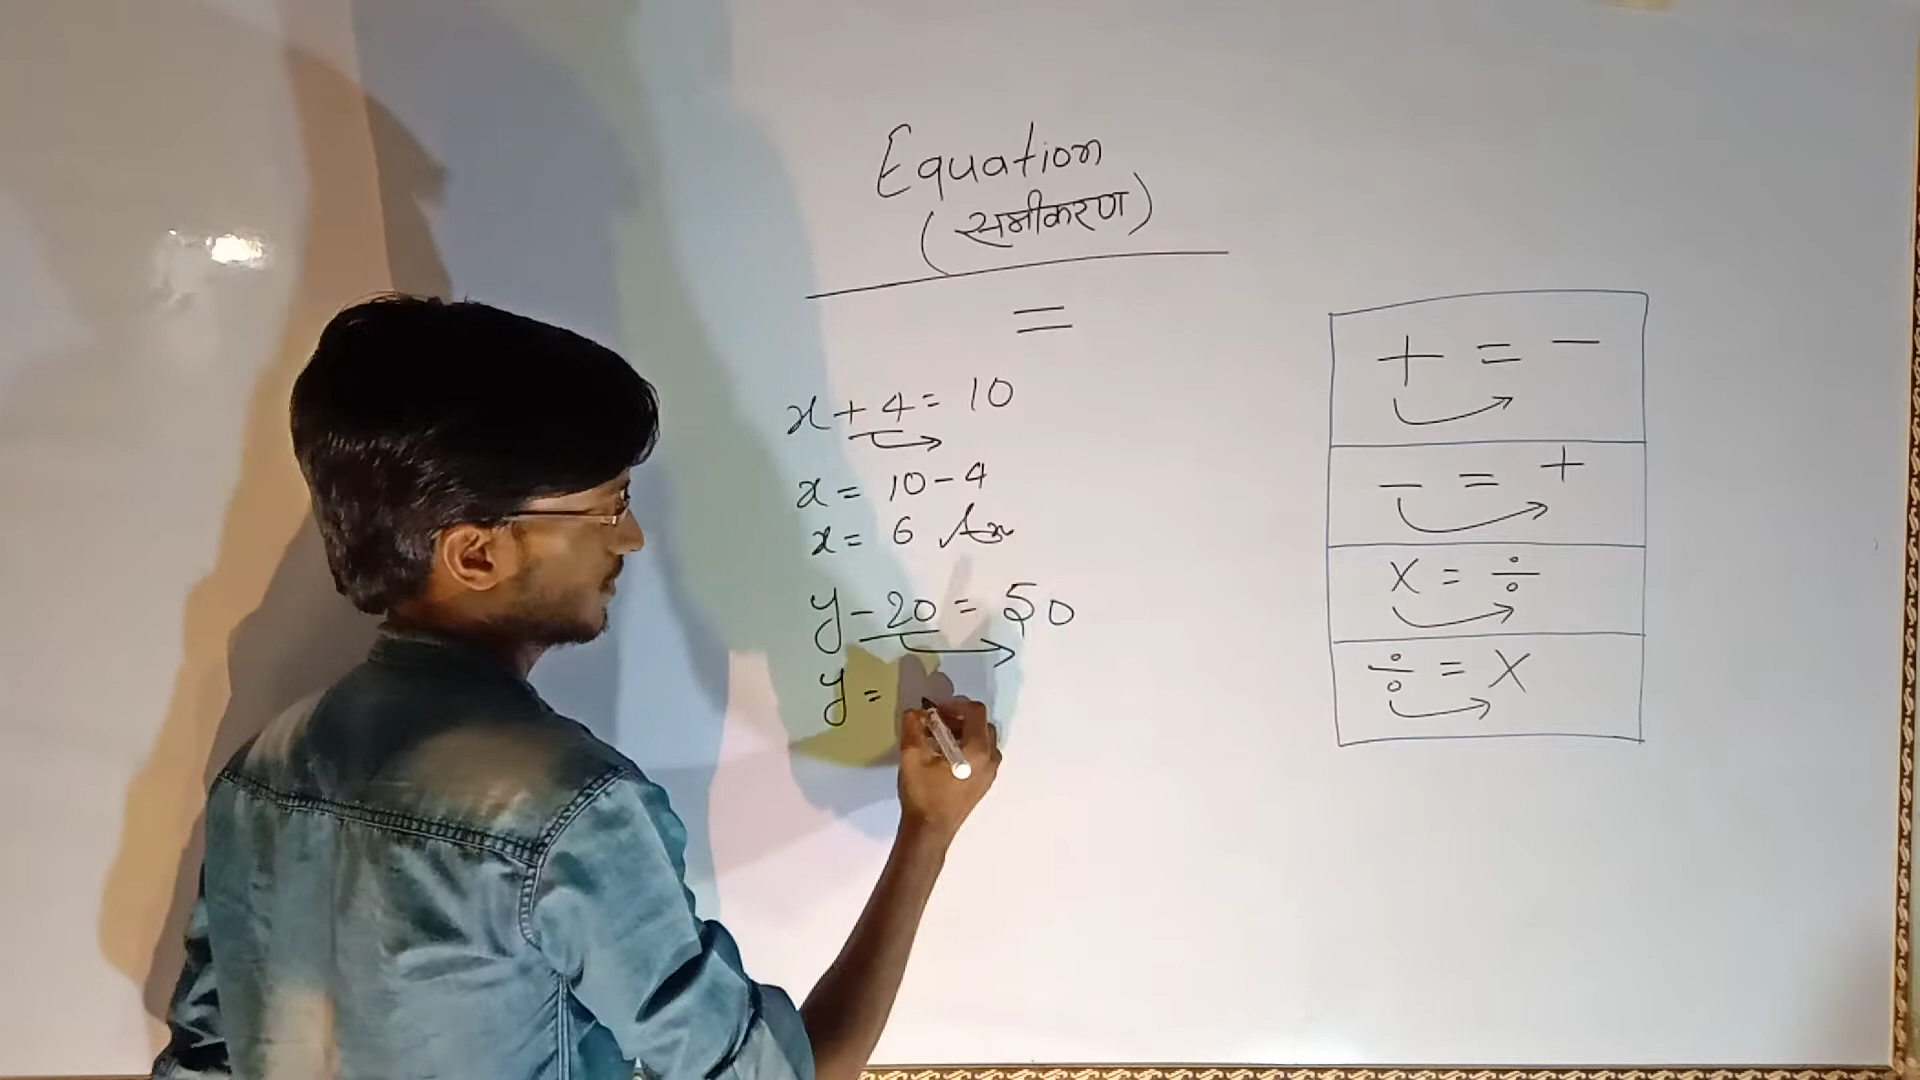 Equation
(समीकरण)
=
x + 4 = 10
x = 10 - 4
x = 6 Ans
y - 20 = 50
y =
+ = -
- = +
× = ÷
÷ = ×